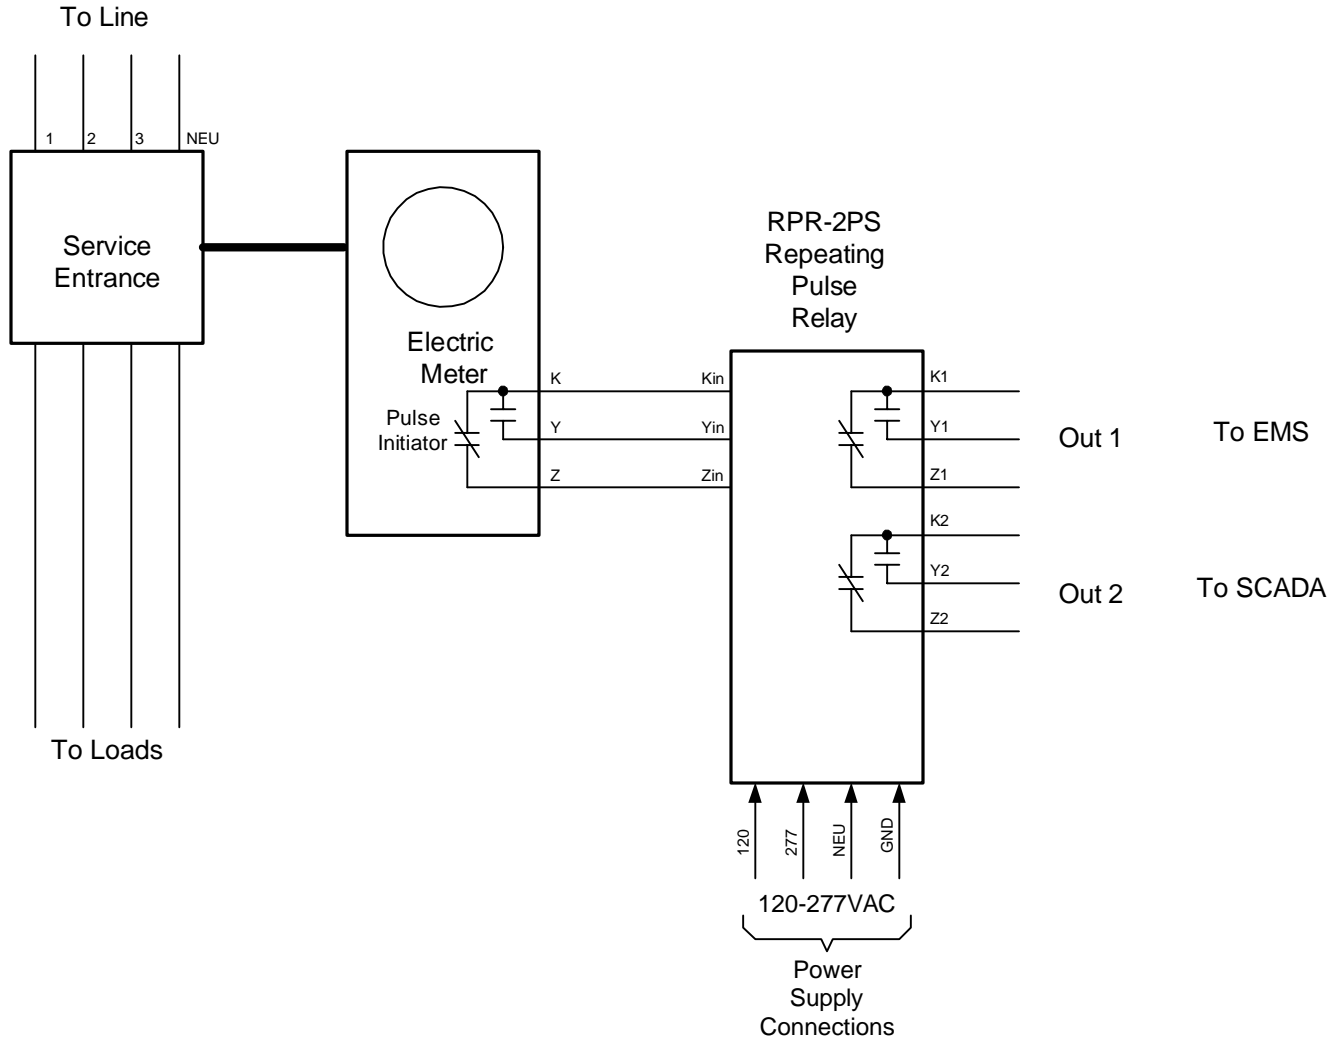 To Line
1
2
3
NEU
Service
Entrance
Electric
Meter
Pulse
Initiator
K
Y
Z
RPR-2PS
Repeating
Pulse
Relay
Kin
Yin
Zin
K1
Y1
Z1
Out 1
To EMS
K2
Y2
Z2
Out 2
To SCADA
To Loads
120
277
NEU
GND
120-277VAC
Power
Supply
Connections